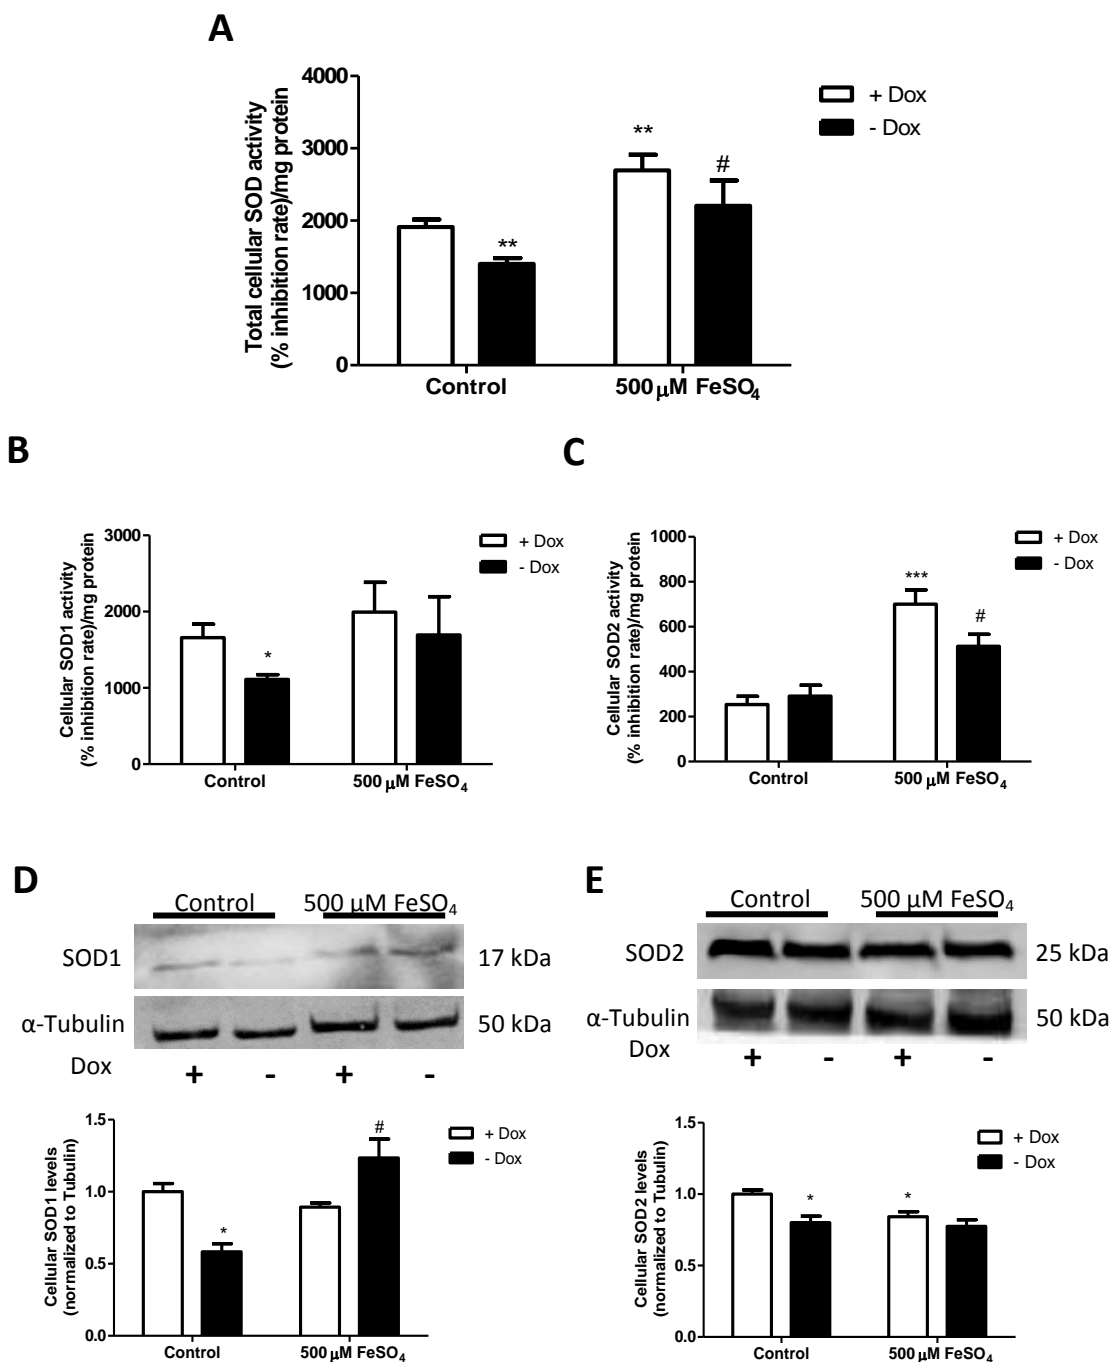 A
Total cellular SOD activity
(% inhibition rate)/mg protein
4000
3000
2000
1000
0
**
**
#
+ Dox
- Dox
Control
500 μM FeSO₄
B
Cellular SOD1 activity
(% inhibition rate)/mg protein
3000
2000
1000
0
*
+ Dox
- Dox
Control
500 μM FeSO₄
C
Cellular SOD2 activity
(% inhibition rate)/mg protein
1000
800
600
400
200
0
***
#
+ Dox
- Dox
Control
500 μM FeSO₄
D
Control
500 μM FeSO₄
SOD1
17 kDa
α-Tubulin
50 kDa
Dox
+
-
+
-
Cellular SOD1 levels
(normalized to Tubulin)
1.5
1.0
0.5
0.0
*
#
+ Dox
- Dox
Control
500 μM FeSO₄
E
Control
500 μM FeSO₄
SOD2
25 kDa
α-Tubulin
50 kDa
Dox
+
-
+
-
Cellular SOD2 levels
(normalized to Tubulin)
1.5
1.0
0.5
0.0
*
*
+ Dox
- Dox
Control
500 μM FeSO₄